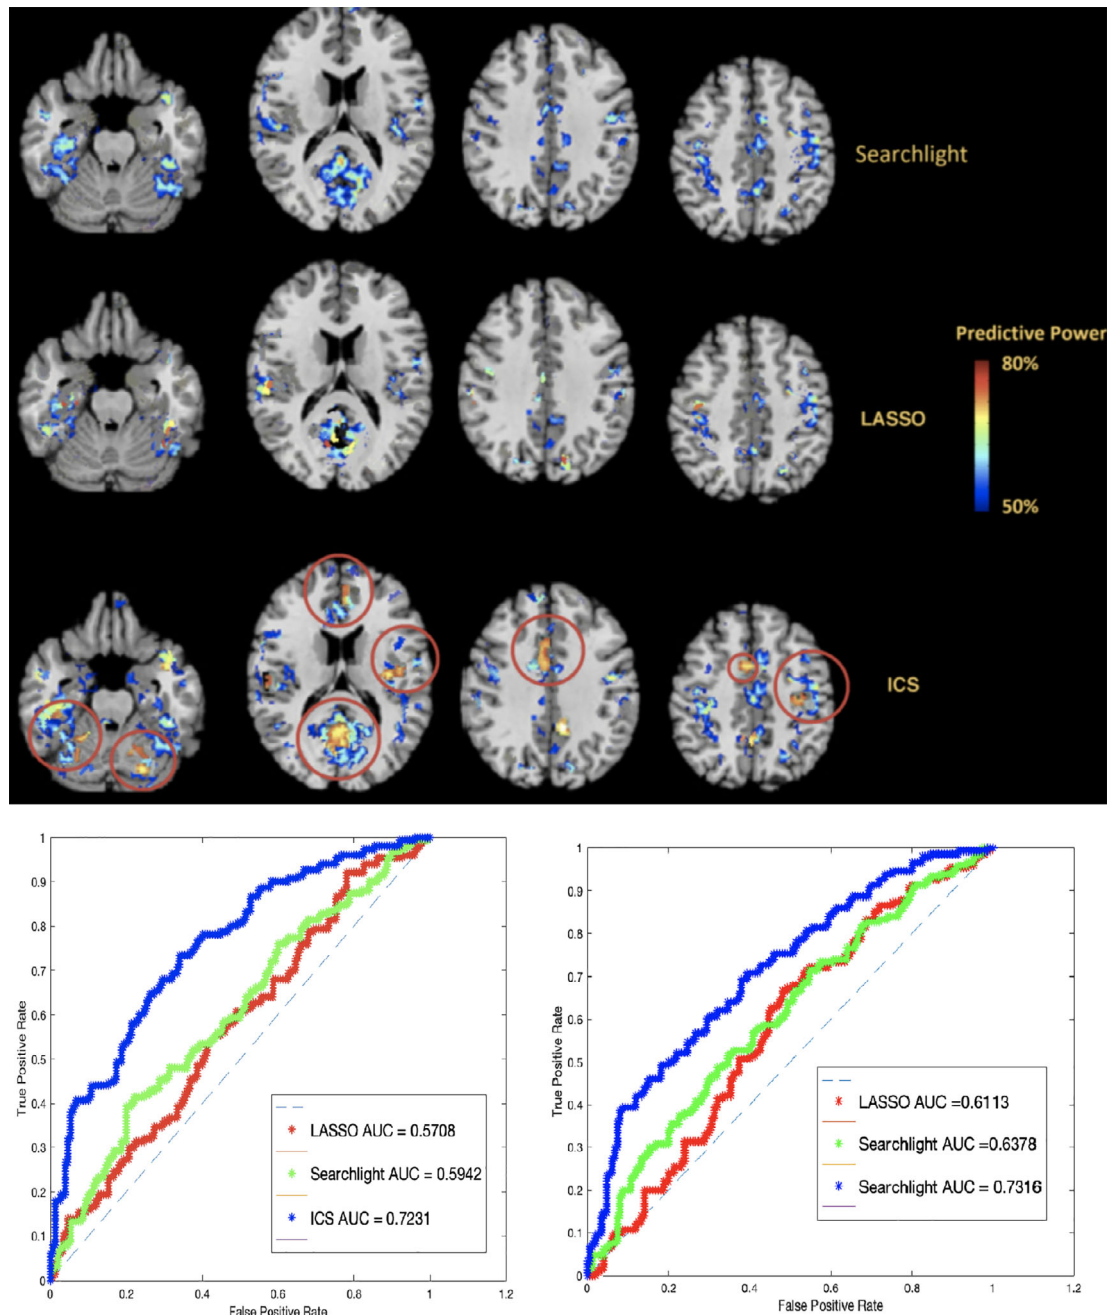 Searchlight
Predictive Power
80%
LASSO
50%
ICS
1
0.9
0.8
0.7
0.6
0.5
0.4
0.3
0.2
0.1
0
True Positive Rate
0 0.2 0.4 0.6 0.8 1 1.2
False Positive Rate
LASSO AUC = 0.5708
Searchlight AUC = 0.5942
ICS AUC = 0.7231
1
0.9
0.8
0.7
0.6
0.5
0.4
0.3
0.2
0.1
0
True Positive Rate
0 0.2 0.4 0.6 0.8 1 1.2
False Positive Rate
LASSO AUC =0.6113
Searchlight AUC =0.6378
Searchlight AUC = 0.7316